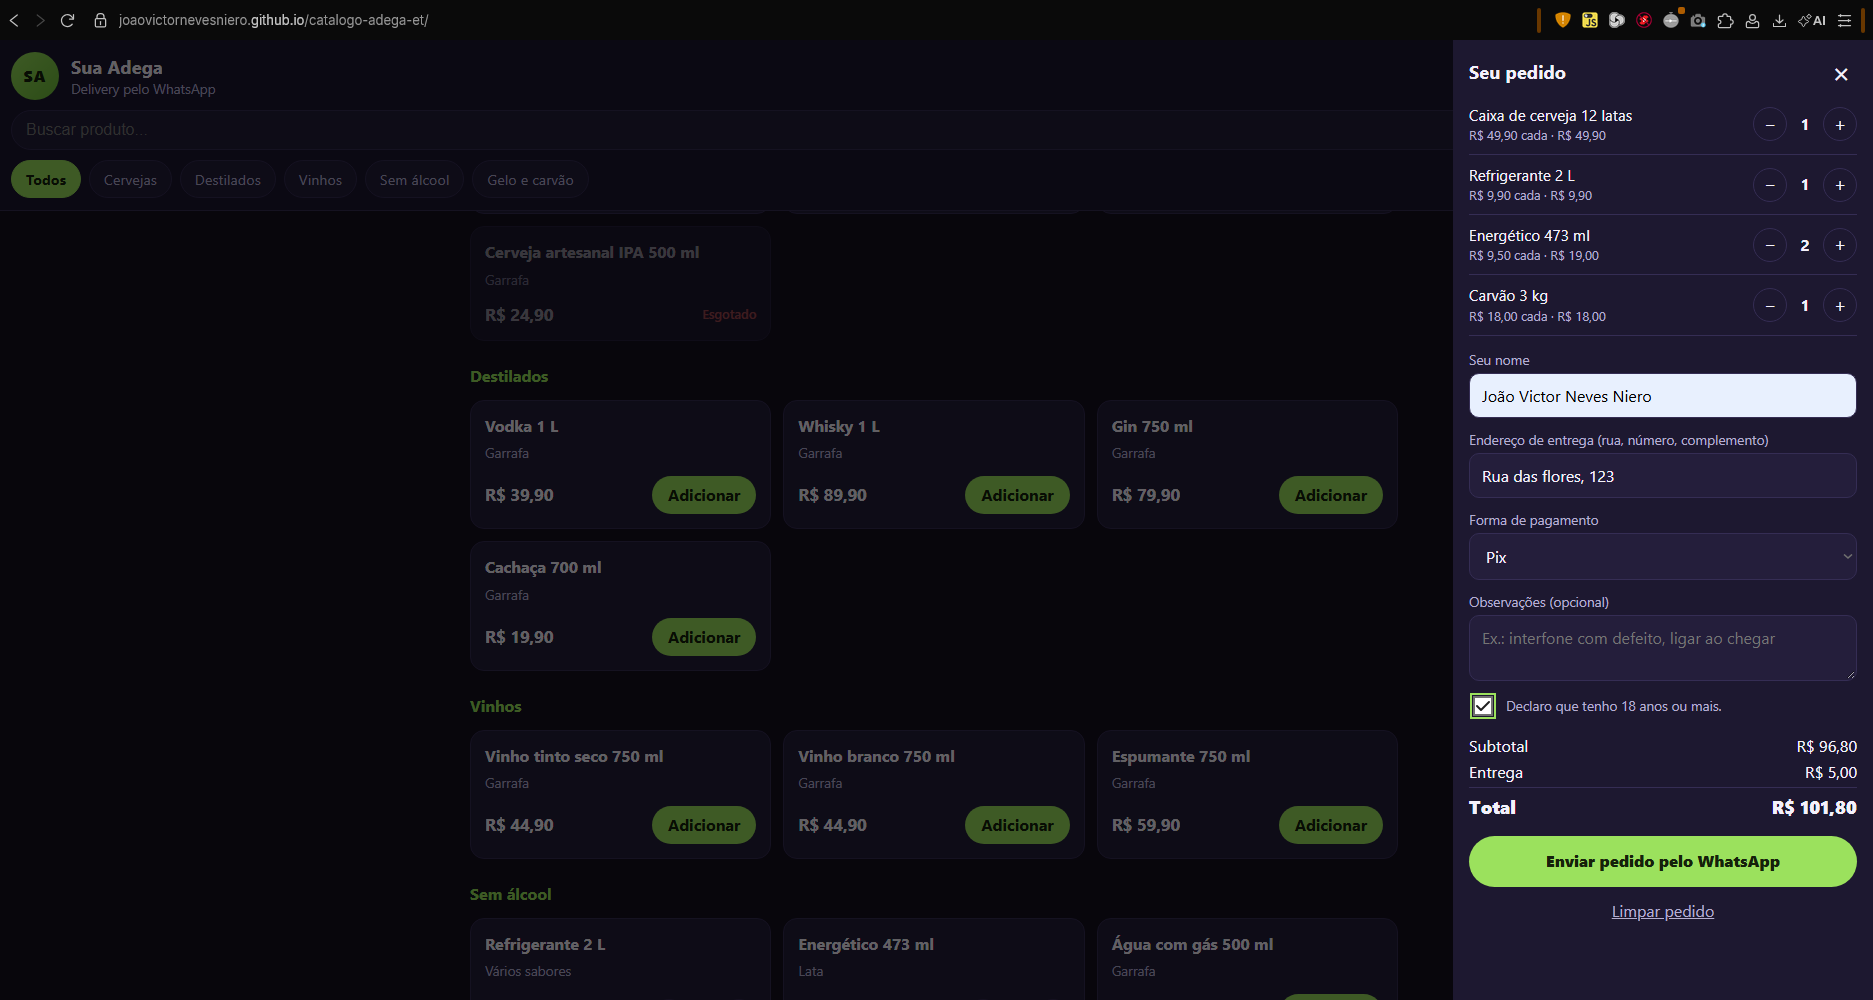 joaovictornevesniero.github.io/catalogo-adega-et/
JS
AI
SA
Sua Adega
Delivery pelo WhatsApp
Buscar produto...
Todos
Cervejas
Destilados
Vinhos
Sem álcool
Gelo e carvão
Cerveja artesanal IPA 500 ml
Garrafa
R$ 24,90
Esgotado
Destilados
Vodka 1 L
Garrafa
R$ 39,90
Adicionar
Whisky 1 L
Garrafa
R$ 89,90
Adicionar
Gin 750 ml
Garrafa
R$ 79,90
Adicionar
Cachaça 700 ml
Garrafa
R$ 19,90
Adicionar
Vinhos
Vinho tinto seco 750 ml
Garrafa
R$ 44,90
Adicionar
Vinho branco 750 ml
Garrafa
R$ 44,90
Adicionar
Espumante 750 ml
Garrafa
R$ 59,90
Adicionar
Sem álcool
Refrigerante 2 L
Vários sabores
Energético 473 ml
Lata
Água com gás 500 ml
Garrafa
Seu pedido
Caixa de cerveja 12 latas
R$ 49,90 cada · R$ 49,90
− 1 +
Refrigerante 2 L
R$ 9,90 cada · R$ 9,90
− 1 +
Energético 473 ml
R$ 9,50 cada · R$ 19,00
− 2 +
Carvão 3 kg
R$ 18,00 cada · R$ 18,00
− 1 +
Seu nome
João Victor Neves Niero
Endereço de entrega (rua, número, complemento)
Rua das flores, 123
Forma de pagamento
Pix
Observações (opcional)
Ex.: interfone com defeito, ligar ao chegar
Declaro que tenho 18 anos ou mais.
Subtotal R$ 96,80
Entrega R$ 5,00
Total R$ 101,80
Enviar pedido pelo WhatsApp
Limpar pedido